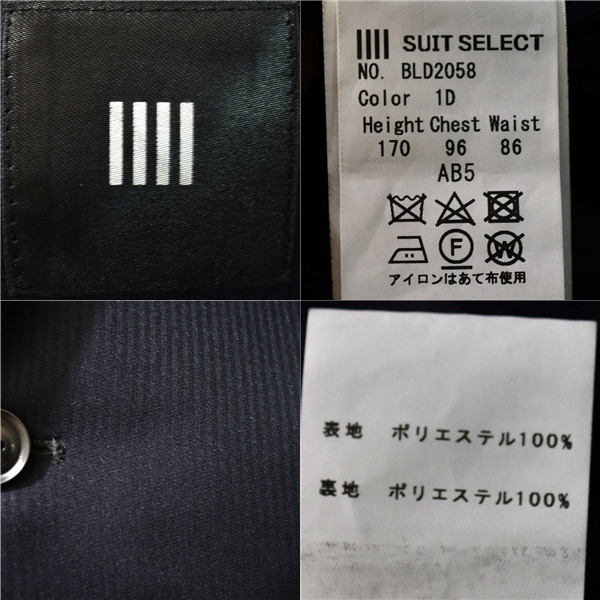 SUIT SELECT
NO. BLD2058
Color 1D
Height Chest Waist
170 96 86
AB5
F
W
アイロンはあて布使用
表地 ポリエステル100%
裏地 ポリエステル100%